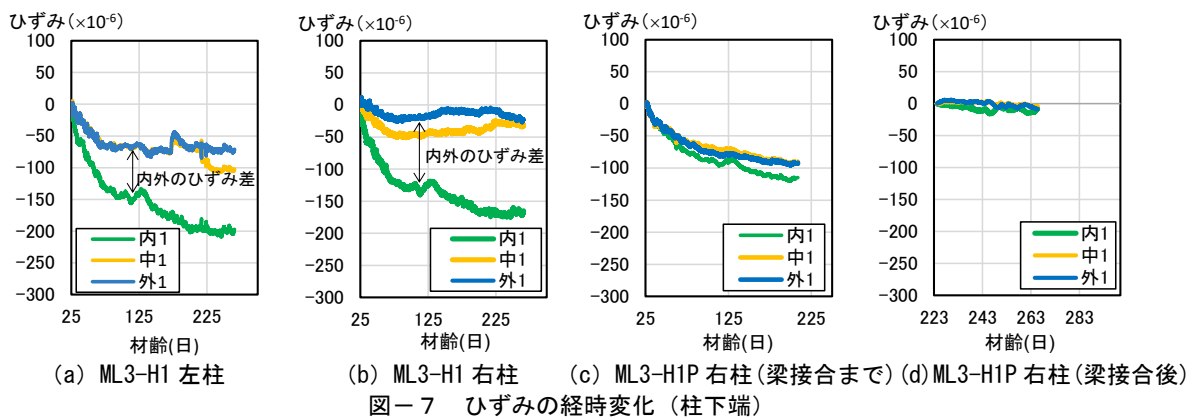 ひずみ(×10⁻⁶)
100
50
0
−50
−100
−150
−200
−250
−300
内外のひずみ差
内1
中1
外1
25 125 225
材齢(日)
(a) ML3-H1 左柱
ひずみ(×10⁻⁶)
100
50
0
−50
−100
−150
−200
−250
−300
内外のひずみ差
内1
中1
外1
25 125 225
材齢(日)
(b) ML3-H1 右柱
ひずみ(×10⁻⁶)
100
50
0
−50
−100
−150
−200
−250
−300
内1
中1
外1
25 125 225
材齢(日)
(c) ML3-H1P 右柱(梁接合まで)
ひずみ(×10⁻⁶)
100
50
0
−50
−100
−150
−200
−250
−300
内1
中1
外1
223 243 263 283
材齢(日)
(d)ML3-H1P 右柱(梁接合後)
図－7 ひずみの経時変化（柱下端）